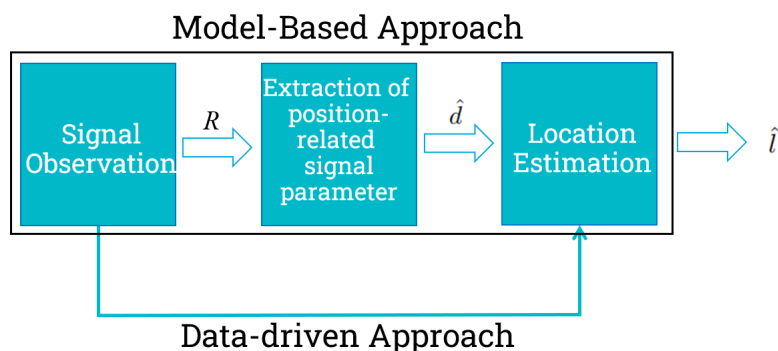 Model-Based Approach
Signal
Observation
R
Extraction of
position-
related
signal
parameter
d̂
Location
Estimation
l̂
Data-driven Approach